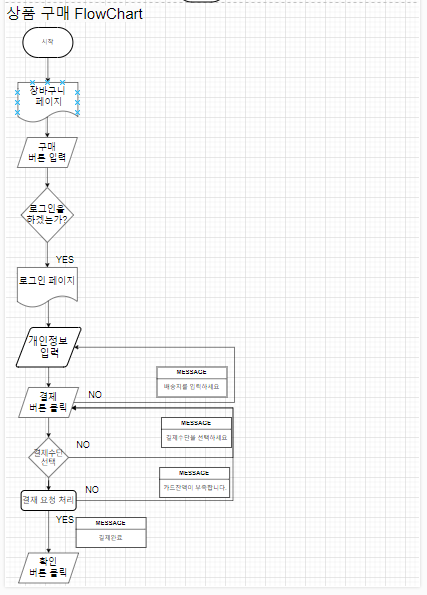 상품 구매 FlowChart
시작
장바구니
페이지
구매
버튼 입력
로그인을
하겠는가?
YES
로그인 페이지
개인정보
입력
MESSAGE
배송지를 입력하세요
결제
버튼 클릭
NO
MESSAGE
결제수단을 선택하세요
NO
결제수단
선택
MESSAGE
카드잔액이 부족합니다.
NO
결재 요청 처리
YES
MESSAGE
결제완료
확인
버튼 클릭